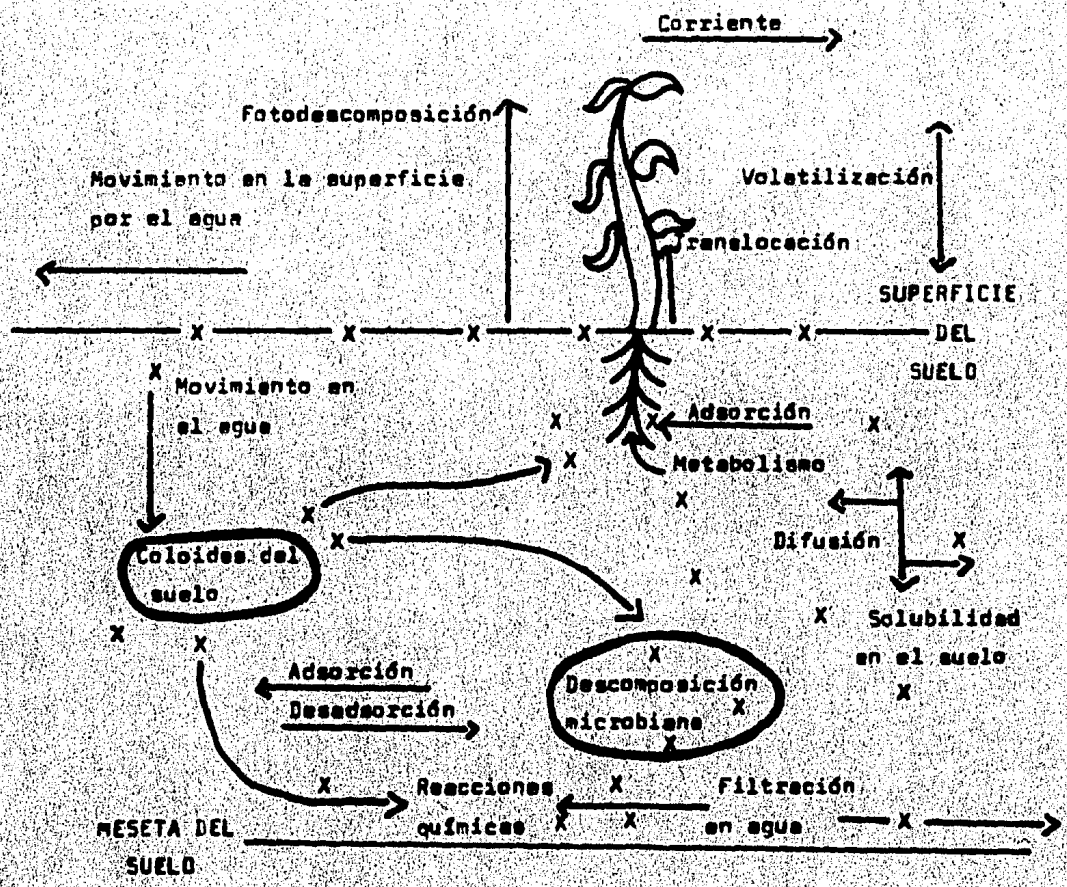 Corriente
Fotodescomposición
Movimiento en la superficie
por el agua
Volatilización
Translocación
SUPERFICIE
DEL
SUELO
X X X X X X
X Movimiento en
el agua
X X Adsorción X
X Metabolismo
X
X
X Difusión X
Coloides del
suelo
X
X Solubilidad
en el suelo
X
X
X
Adsorción
Desadsorción
X
Descomposición
microbiana X
X
X Reacciones X Filtración
químicas X X en agua X
MESETA DEL
SUELO